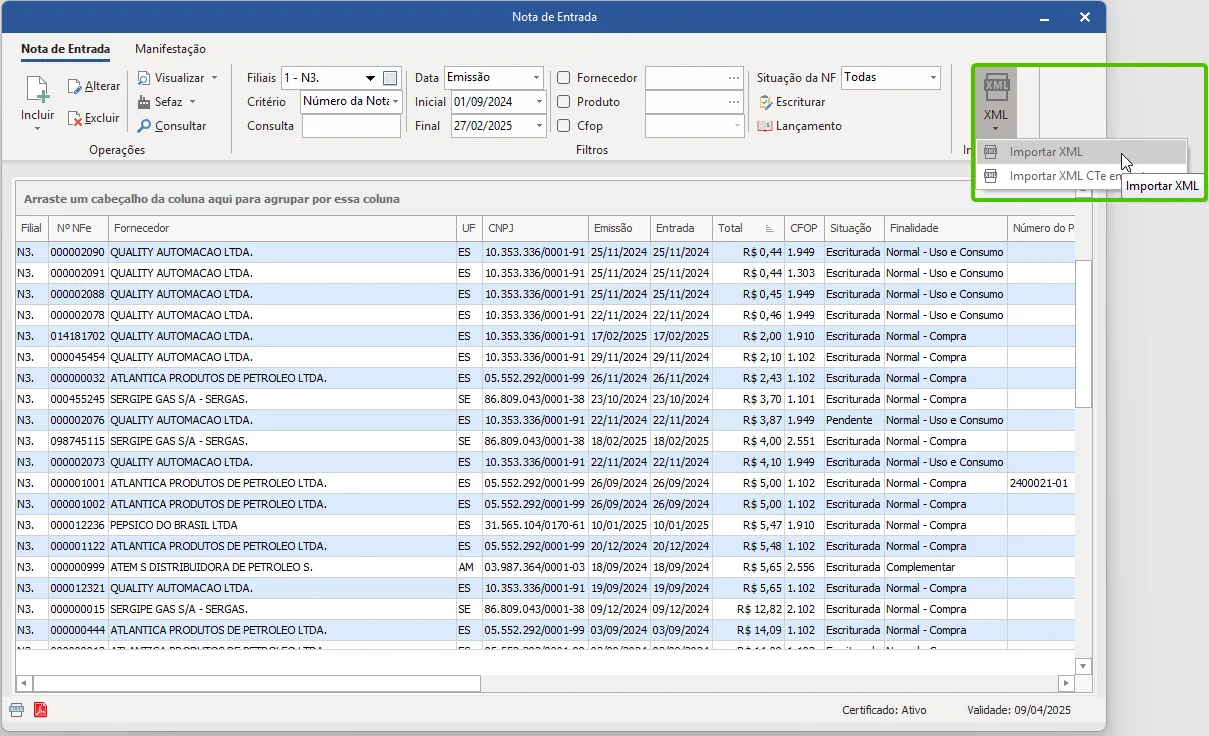 Nota de Entrada
Nota de Entrada Manifestação
Incluir
Alterar
Excluir
Visualizar
Sefaz
Consultar
Operações
Filiais 1 - N3.
Critério Número da Nota
Consulta
Data Emissão
Inicial 01/09/2024
Final 27/02/2025
Fornecedor ...
Produto ...
Cfop
Situação da NF Todas
Escriturar
Lançamento
Filtros
XML
XML
Importar XML
Importar XML CTe em
Importar XML
Arraste um cabeçalho da coluna aqui para agrupar por essa coluna
Filial Nº NFe Fornecedor UF CNPJ Emissão Entrada Total CFOP Situação Finalidade Número do P
N3. 000002090 QUALITY AUTOMACAO LTDA. ES 10.353.336/0001-91 25/11/2024 25/11/2024 R$ 0,44 1.949 Escriturada Normal - Uso e Consumo
N3. 000002091 QUALITY AUTOMACAO LTDA. ES 10.353.336/0001-91 25/11/2024 25/11/2024 R$ 0,44 1.303 Escriturada Normal - Uso e Consumo
N3. 000002088 QUALITY AUTOMACAO LTDA. ES 10.353.336/0001-91 25/11/2024 25/11/2024 R$ 0,45 1.949 Escriturada Normal - Uso e Consumo
N3. 000002078 QUALITY AUTOMACAO LTDA. ES 10.353.336/0001-91 22/11/2024 22/11/2024 R$ 0,46 1.949 Escriturada Normal - Uso e Consumo
N3. 014181702 QUALITY AUTOMACAO LTDA. ES 10.353.336/0001-91 17/02/2025 17/02/2025 R$ 2,00 1.910 Escriturada Normal - Compra
N3. 000045454 QUALITY AUTOMACAO LTDA. ES 10.353.336/0001-91 29/11/2024 29/11/2024 R$ 2,10 1.102 Escriturada Normal - Compra
N3. 000000032 ATLANTICA PRODUTOS DE PETROLEO LTDA. ES 05.552.292/0001-99 26/11/2024 26/11/2024 R$ 2,43 1.102 Escriturada Normal - Compra
N3. 000455245 SERGIPE GAS S/A - SERGAS. SE 86.809.043/0001-38 23/10/2024 23/10/2024 R$ 3,70 1.101 Escriturada Normal - Compra
N3. 000002076 QUALITY AUTOMACAO LTDA. ES 10.353.336/0001-91 22/11/2024 22/11/2024 R$ 3,87 1.949 Pendente Normal - Uso e Consumo
N3. 098745115 SERGIPE GAS S/A - SERGAS. SE 86.809.043/0001-38 18/02/2025 18/02/2025 R$ 4,00 2.551 Escriturada Normal - Compra
N3. 000002073 QUALITY AUTOMACAO LTDA. ES 10.353.336/0001-91 22/11/2024 22/11/2024 R$ 4,10 1.949 Escriturada Normal - Uso e Consumo
N3. 000001001 ATLANTICA PRODUTOS DE PETROLEO LTDA. ES 05.552.292/0001-99 26/09/2024 26/09/2024 R$ 5,00 1.102 Escriturada Normal - Compra 2400021-01
N3. 000001002 ATLANTICA PRODUTOS DE PETROLEO LTDA. ES 05.552.292/0001-99 26/09/2024 26/09/2024 R$ 5,00 1.102 Escriturada Normal - Compra
N3. 000012236 PEPSICO DO BRASIL LTDA ES 31.565.104/0170-61 10/01/2025 10/01/2025 R$ 5,47 1.910 Escriturada Normal - Compra
N3. 000001122 ATLANTICA PRODUTOS DE PETROLEO LTDA. ES 05.552.292/0001-99 20/12/2024 20/12/2024 R$ 5,48 1.102 Escriturada Normal - Compra
N3. 000000999 ATEM S DISTRIBUIDORA DE PETROLEO S. AM 03.987.364/0001-03 18/09/2024 18/09/2024 R$ 5,65 2.556 Escriturada Complementar
N3. 000012321 QUALITY AUTOMACAO LTDA. ES 10.353.336/0001-91 19/09/2024 19/09/2024 R$ 5,65 1.102 Escriturada Normal - Compra
N3. 000000015 SERGIPE GAS S/A - SERGAS. SE 86.809.043/0001-38 09/12/2024 09/12/2024 R$ 12,82 2.102 Escriturada Normal - Compra
N3. 000000444 ATLANTICA PRODUTOS DE PETROLEO LTDA. ES 05.552.292/0001-99 03/09/2024 03/09/2024 R$ 14,09 1.102 Escriturada Normal - Compra
Certificado: Ativo Validade: 09/04/2025